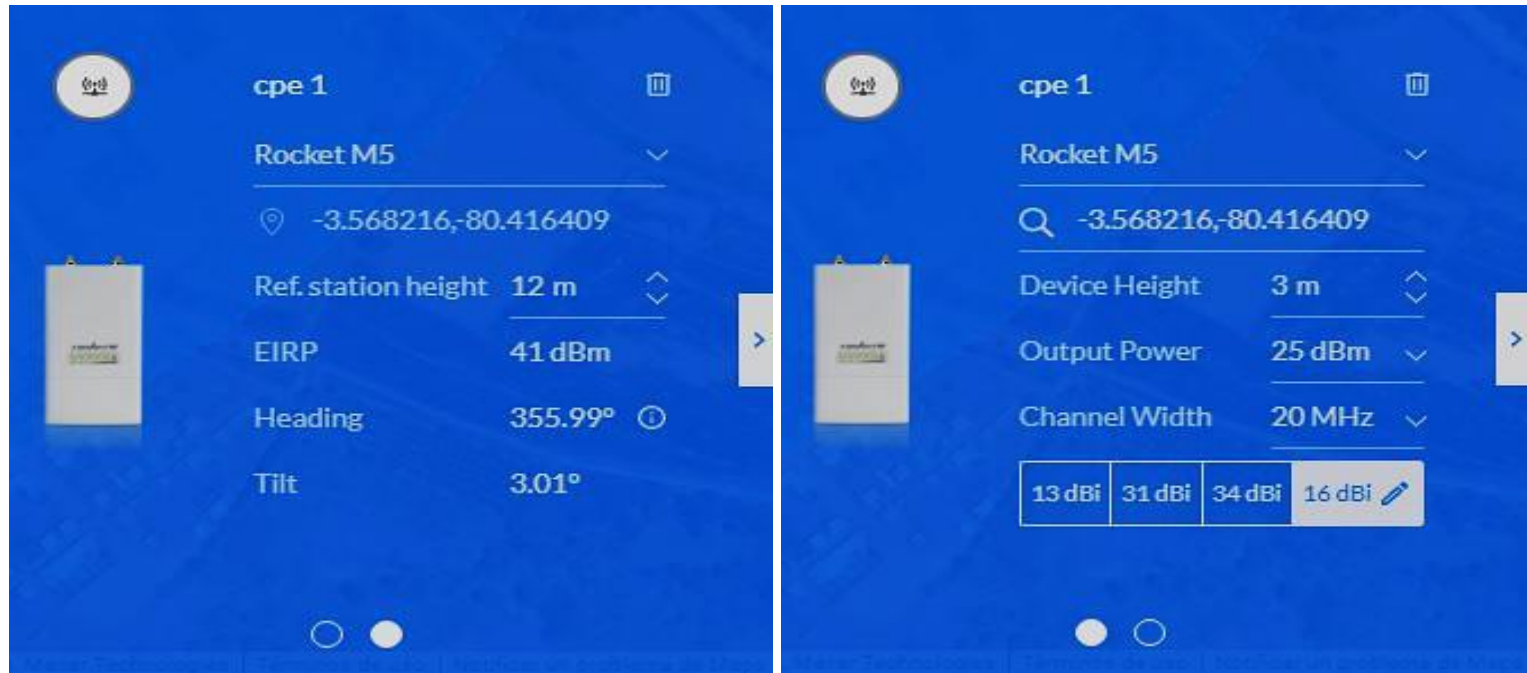 cpe 1
Rocket M5
-3.568216,-80.416409
Ref. station height 12 m
EIRP 41 dBm
Heading 355.99º
Tilt 3.01º
cpe 1
Rocket M5
-3.568216,-80.416409
Device Height 3 m
Output Power 25 dBm
Channel Width 20 MHz
13 dBi 31 dBi 34 dBi 16 dBi